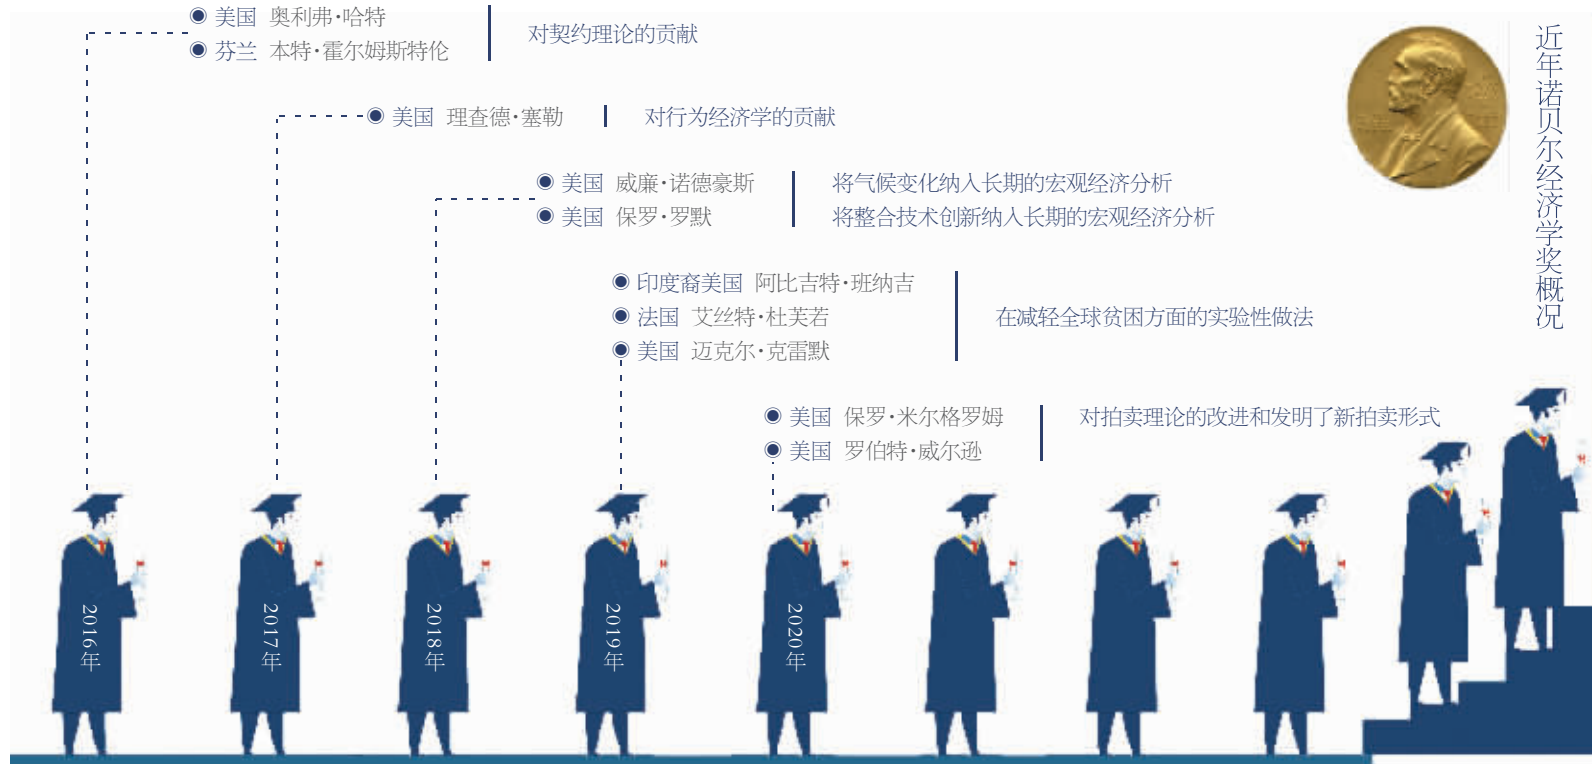 近年诺贝尔经济学奖概况
美国 奥利弗·哈特
芬兰 本特·霍尔姆斯特伦
对契约理论的贡献
美国 理查德·塞勒
对行为经济学的贡献
美国 威廉·诺德豪斯
将气候变化纳入长期的宏观经济分析
美国 保罗·罗默
将整合技术创新纳入长期的宏观经济分析
印度裔美国 阿比吉特·班纳吉
法国 艾丝特·杜芙若
美国 迈克尔·克雷默
在减轻全球贫困方面的实验性做法
美国 保罗·米尔格罗姆
对拍卖理论的改进和发明了新拍卖形式
美国 罗伯特·威尔逊
2016年
2017年
2018年
2019年
2020年